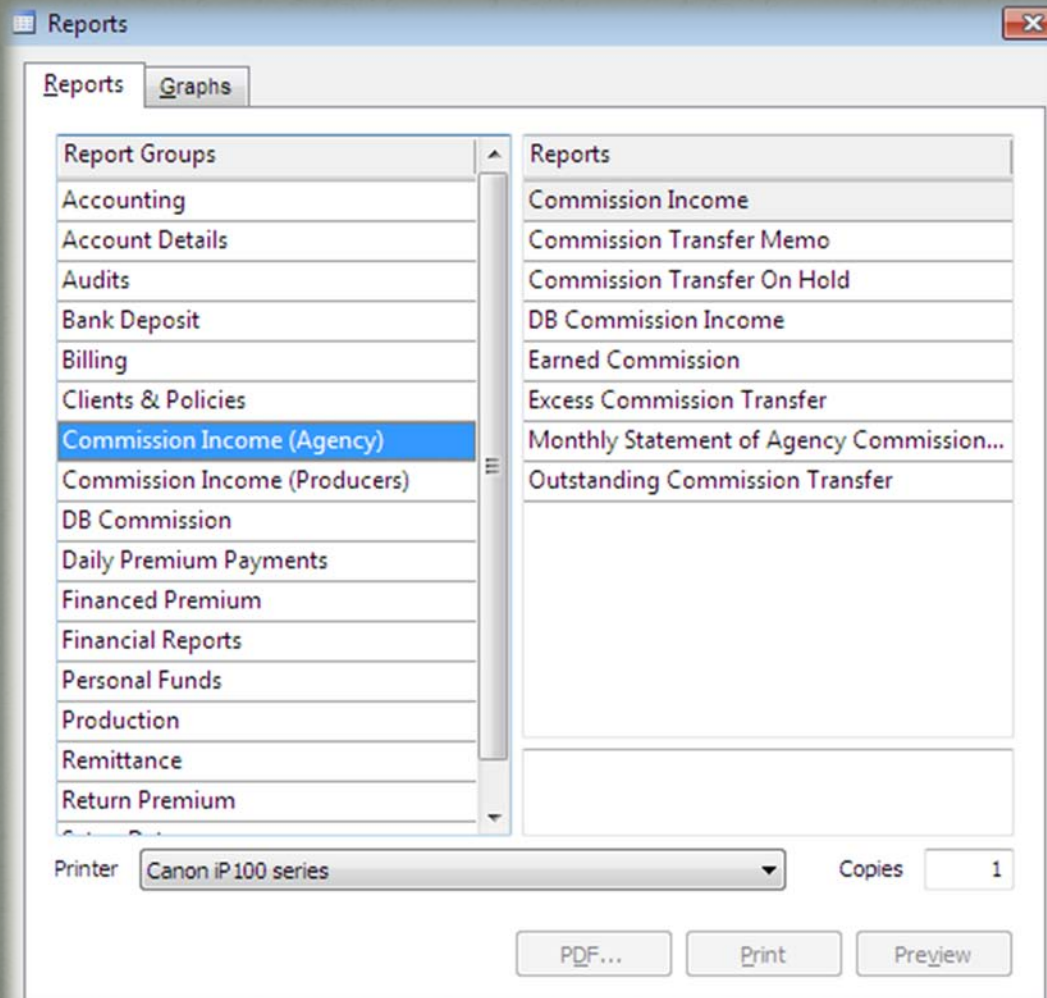 Reports
Reports
Graphs
Report Groups
Accounting
Account Details
Audits
Bank Deposit
Billing
Clients & Policies
Commission Income (Agency)
Commission Income (Producers)
DB Commission
Daily Premium Payments
Financed Premium
Financial Reports
Personal Funds
Production
Remittance
Return Premium
Reports
Commission Income
Commission Transfer Memo
Commission Transfer On Hold
DB Commission Income
Earned Commission
Excess Commission Transfer
Monthly Statement of Agency Commission...
Outstanding Commission Transfer
Printer Canon iP100 series Copies 1
PDF... Print Preview